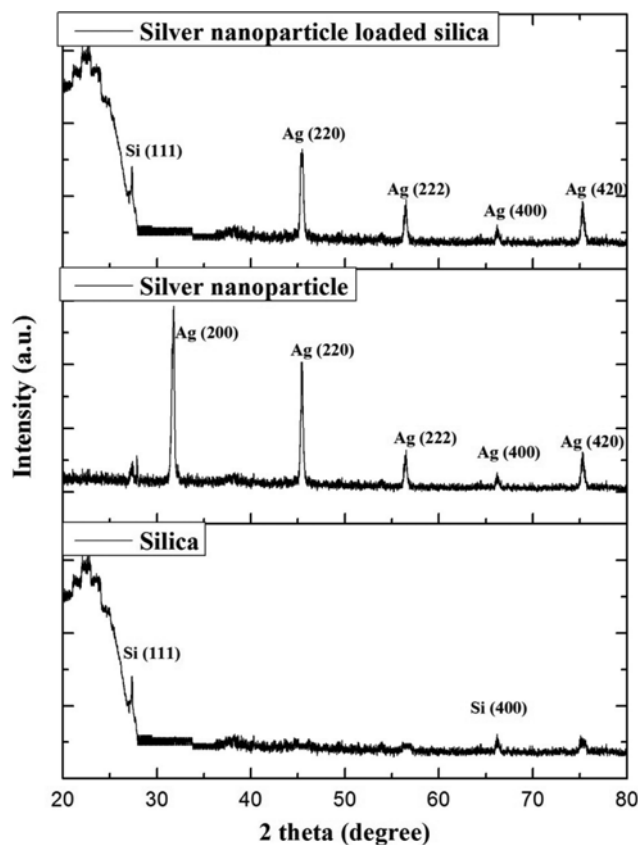 Silver nanoparticle loaded silica
Si (111)
Ag (220)
Ag (222)
Ag (400)
Ag (420)
Silver nanoparticle
Ag (200)
Ag (220)
Ag (222)
Ag (400)
Ag (420)
Silica
Si (111)
Si (400)
Intensity (a.u.)
20 30 40 50 60 70 80
2 theta (degree)